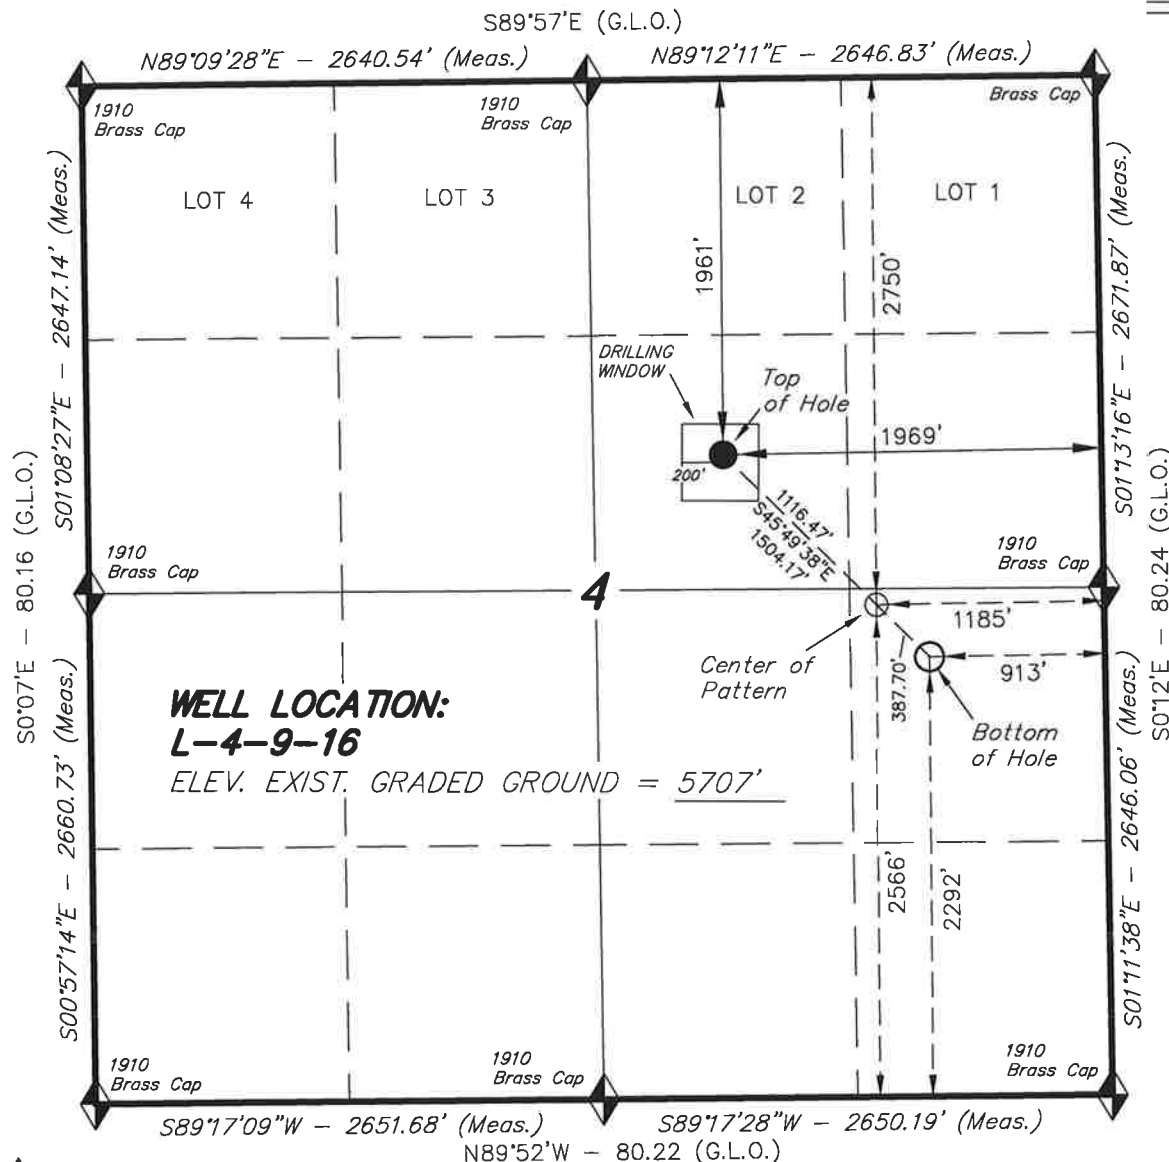 S89°57'E (G.L.O.)
N89°09'28"E – 2640.54' (Meas.)
N89°12'11"E – 2646.83' (Meas.)
1910
Brass Cap
1910
Brass Cap
Brass Cap
LOT 4
LOT 3
LOT 2
LOT 1
S01°08'27"E – 2647.14' (Meas.)
1961'
2750'
S01°13'16"E – 2671.87' (Meas.)
DRILLING
WINDOW
Top
of Hole
1969'
200'
1116.47'
S45°49'38"E
1504.17'
S0°07'E – 80.16 (G.L.O.)
S0°12'E – 80.24 (G.L.O.)
1910
Brass Cap
4
1910
Brass Cap
1185'
Center of
Pattern
913'
387.70'
Bottom
of Hole
WELL LOCATION:
L–4–9–16
ELEV. EXIST. GRADED GROUND = 5707'
S00°57'14"E – 2660.73' (Meas.)
2566'
2292'
S01°11'38"E – 2646.06' (Meas.)
1910
Brass Cap
1910
Brass Cap
1910
Brass Cap
S89°17'09"W – 2651.68' (Meas.)
S89°17'28"W – 2650.19' (Meas.)
N89°52'W – 80.22 (G.L.O.)